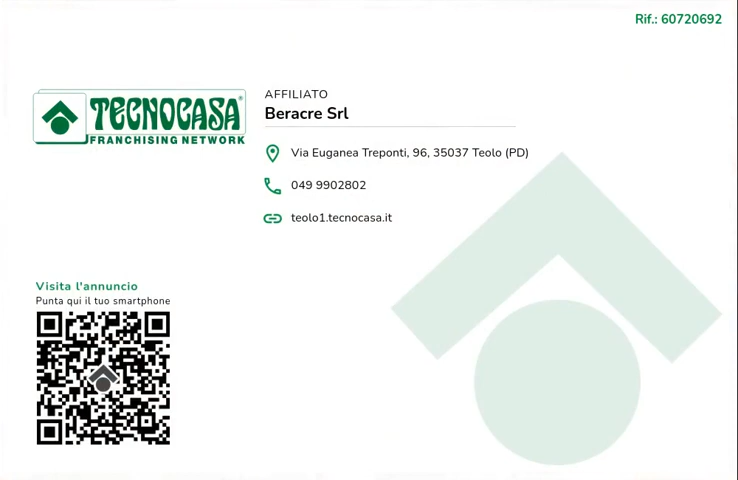 Rif.: 60720692
TECNOCASA®
FRANCHISING NETWORK
AFFILIATO
Beracre Srl
Via Euganea Treponti, 96, 35037 Teolo (PD)
049 9902802
teolo1.tecnocasa.it
Visita l'annuncio
Punta qui il tuo smartphone